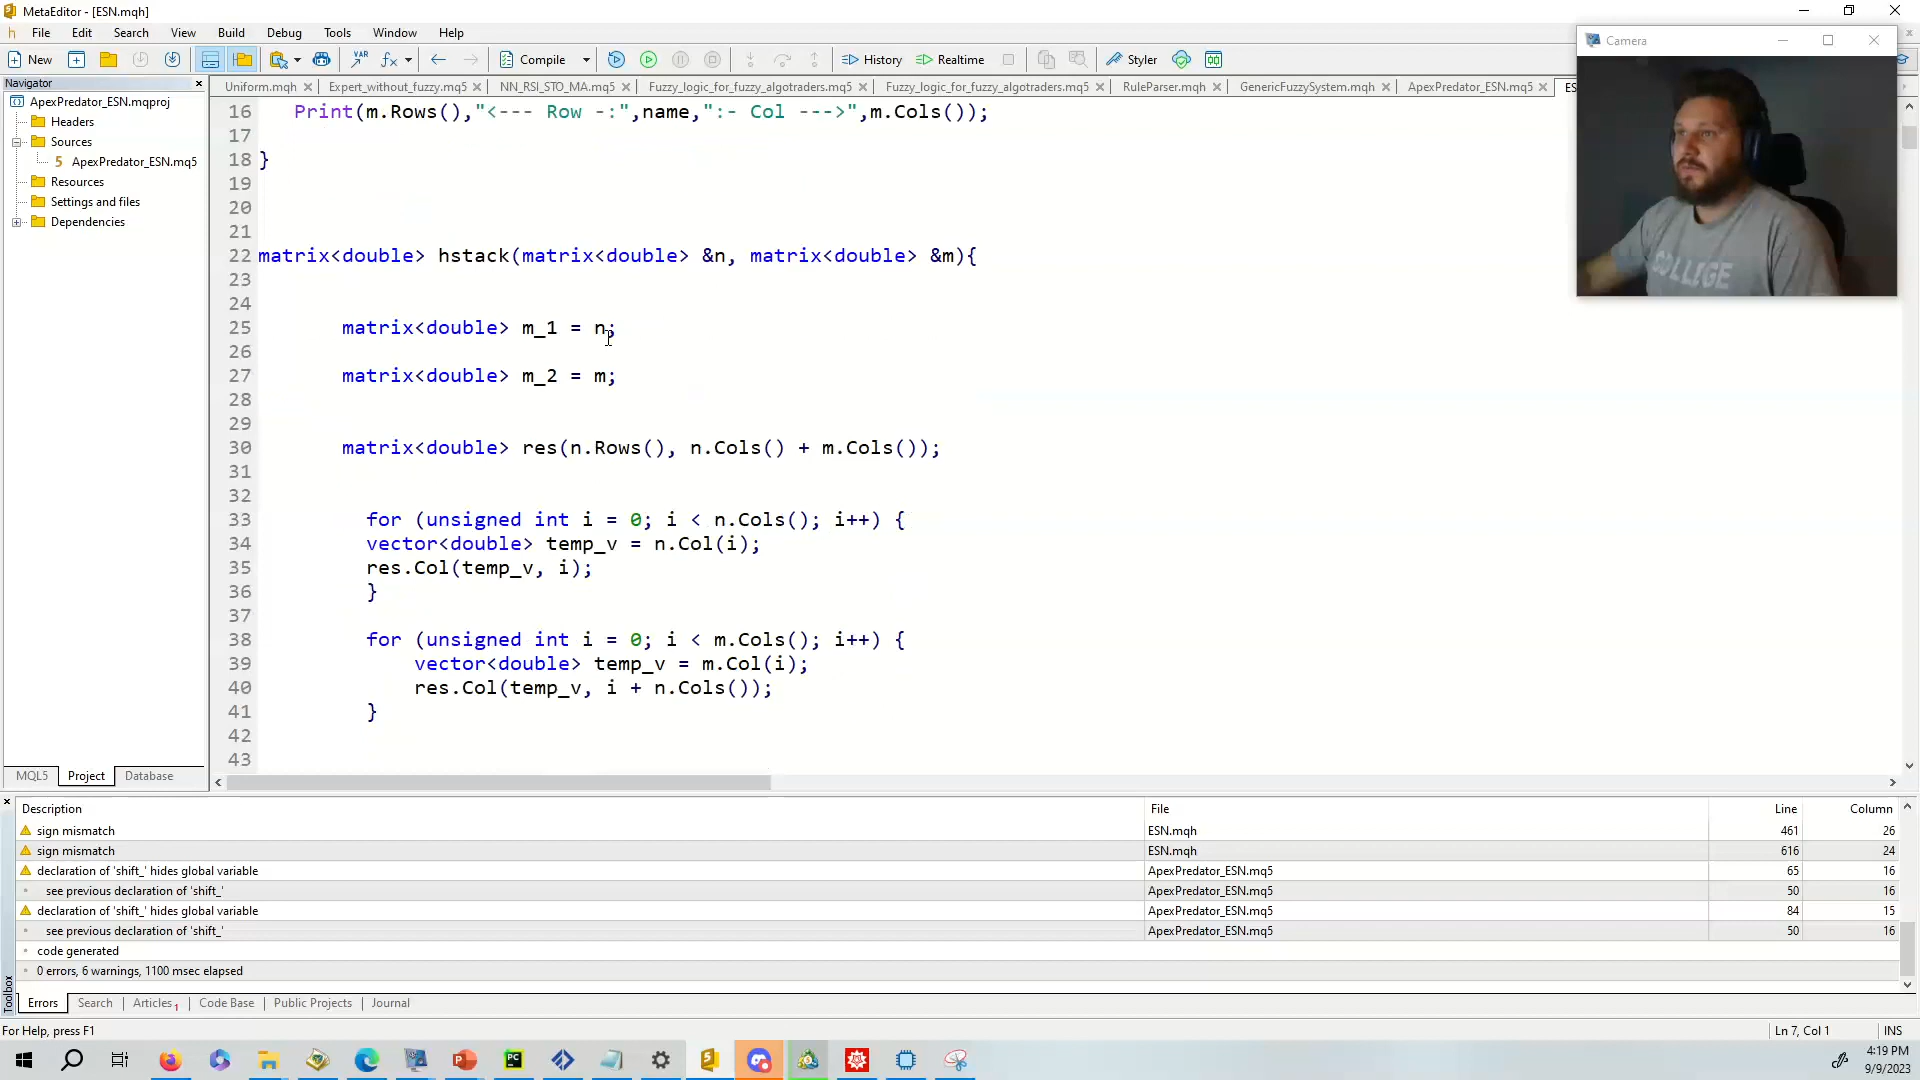 MetaEditor - [ESN.mqh]
File Edit Search View Build Debug Tools Window Help
New Compile History Realtime Styler
Camera
Navigator
Uniform.mqh Expert_without_fuzzy.mq5 NN_RSI_STO_MA.mq5 Fuzzy_logic_for_fuzzy_algotraders.mq5 Fuzzy_logic_for_fuzzy_algotraders.mq5 RuleParser.mqh GenericFuzzySystem.mqh ApexPredator_ESN.mq5
ApexPredator_ESN.mqproj
Headers
Sources
5 ApexPredator_ESN.mq5
Resources
Settings and files
Dependencies
MQL5 Project Database
16 Print(m.Rows(),"<--- Row -:",name,":- Col --->",m.Cols());
17
18 }
19
20
21
22 matrix<double> hstack(matrix<double> &n, matrix<double> &m){
23
24
25 matrix<double> m_1 = n;
26
27 matrix<double> m_2 = m;
28
29
30 matrix<double> res(n.Rows(), n.Cols() + m.Cols());
31
32
33 for (unsigned int i = 0; i < n.Cols(); i++) {
34 vector<double> temp_v = n.Col(i);
35 res.Col(temp_v, i);
36 }
37
38 for (unsigned int i = 0; i < m.Cols(); i++) {
39 vector<double> temp_v = m.Col(i);
40 res.Col(temp_v, i + n.Cols());
41 }
42
43
COLLEGE
Description File Line Column
sign mismatch ESN.mqh 461 26
sign mismatch ESN.mqh 616 24
declaration of 'shift_' hides global variable ApexPredator_ESN.mq5 65 16
see previous declaration of 'shift_' ApexPredator_ESN.mq5 50 16
declaration of 'shift_' hides global variable ApexPredator_ESN.mq5 84 15
see previous declaration of 'shift_' ApexPredator_ESN.mq5 50 16
code generated
0 errors, 6 warnings, 1100 msec elapsed
Toolbox
Errors Search Articles 1 Code Base Public Projects Journal
For Help, press F1 Ln 7, Col 1 INS
4:19 PM
9/9/2023